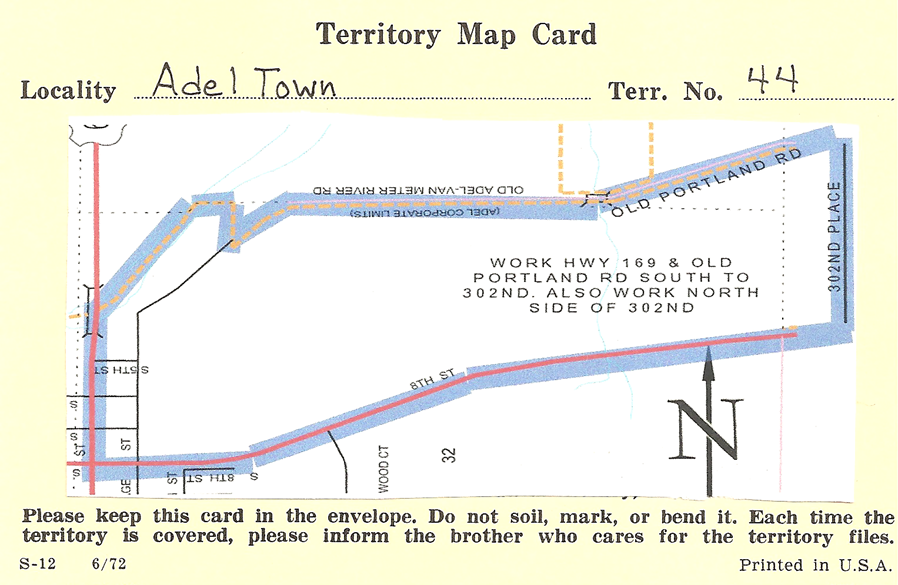 Territory Map Card
Locality Adel Town Terr. No. 44
OLD ADEL-VAN METER RIVER RD
(ADEL CORPORATE LIMITS)
OLD PORTLAND RD
302ND PLACE
WORK HWY 169 & OLD
PORTLAND RD SOUTH TO
302ND. ALSO WORK NORTH
SIDE OF 302ND
S 5TH ST
8TH ST
N
S.
S.
S.
ST
ST
GE
ST
8TH ST
S
WOOD CT
32
Please keep this card in the envelope. Do not soil, mark, or bend it. Each time the
territory is covered, please inform the brother who cares for the territory files.
S-12 6/72 Printed in U.S.A.